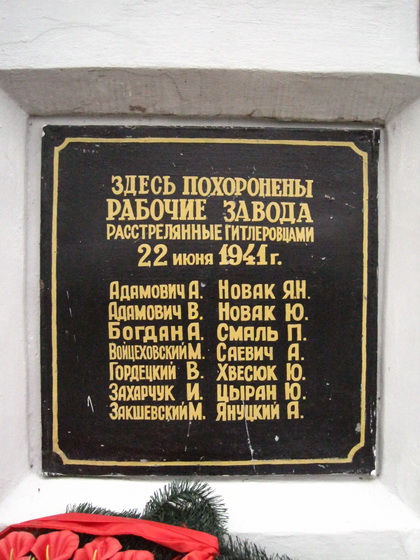 ЗДЕСЬ ПОХОРОНЕНЫ
РАБОЧИЕ ЗАВОДА
РАССТРЕЛЯННЫЕ ГИТЛЕРОВЦАМИ
22 июня 1941 г.
Адамович А. Новак ЯН.
Адамович В. Новак Ю.
Богдан А. Смаль П.
Войцеховский М. Саевич А.
Гордецкий В. Хвесюк Ю.
Захарчук И. Цыран Ю.
Закшевский М. Януцкий А.